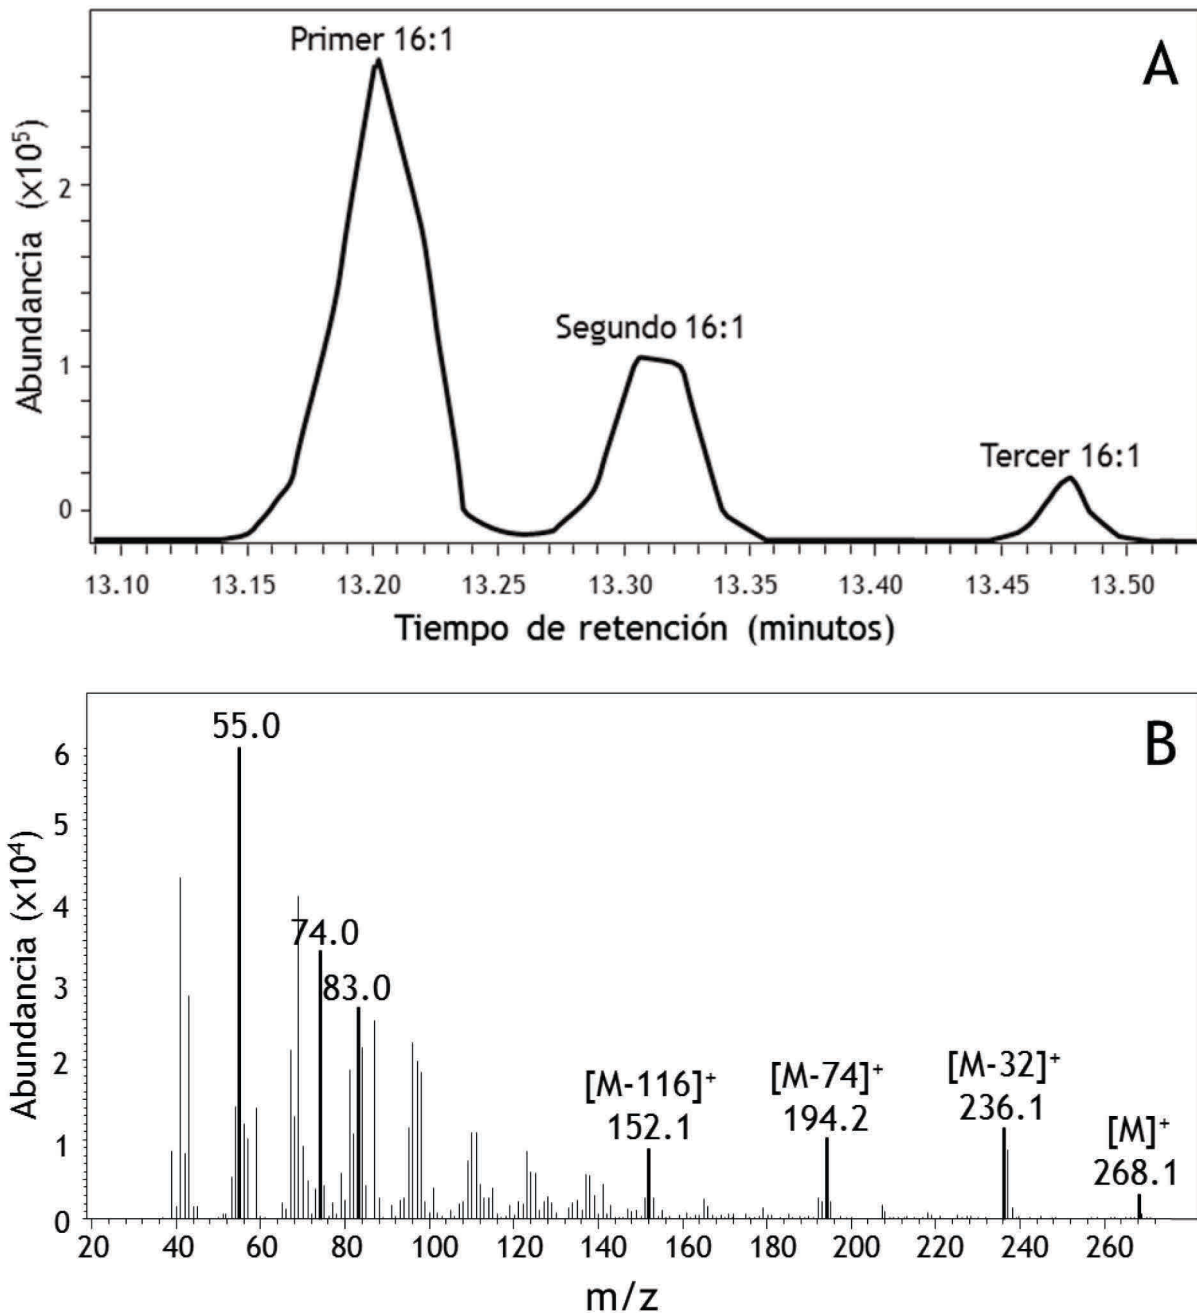 Primer 16:1
A
Segundo 16:1
Tercer 16:1
Abundancia (x10⁵)
2
1
0
13.10 13.15 13.20 13.25 13.30 13.35 13.40 13.45 13.50
Tiempo de retención (minutos)
B
55.0
74.0
83.0
[M-116]⁺
152.1
[M-74]⁺
194.2
[M-32]⁺
236.1
[M]⁺
268.1
Abundancia (x10⁴)
6
5
4
3
2
1
0
20 40 60 80 100 120 140 160 180 200 220 240 260
m/z